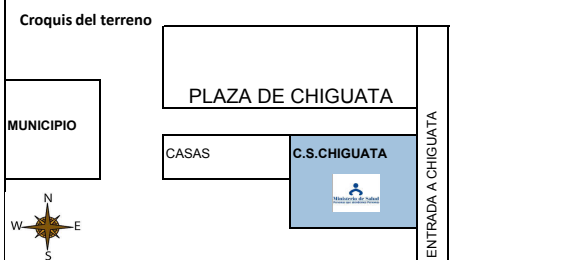 Croquis del terreno
PLAZA DE CHIGUATA
MUNICIPIO
CASAS
C.S.CHIGUATA
Ministerio de Salud
ENTRADA A CHIGUATA
N
W
E
S